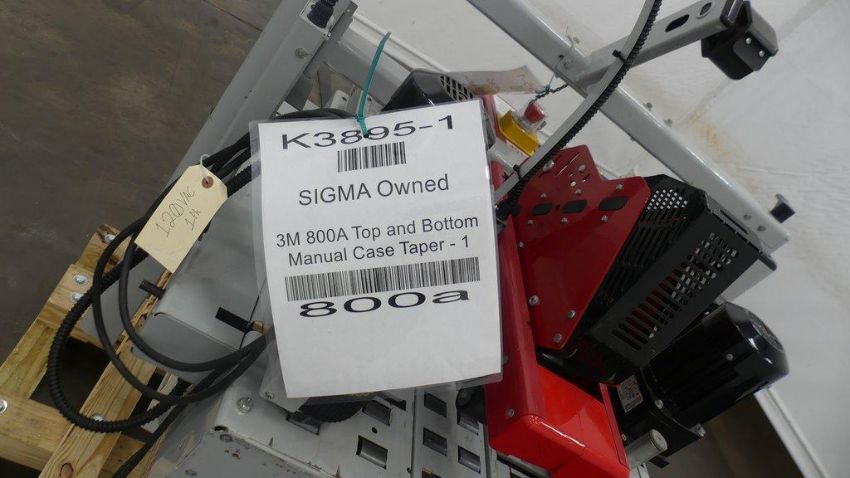 K3895-1
SIGMA Owned
3M 800A Top and Bottom
Manual Case Taper - 1
800a
120VAC